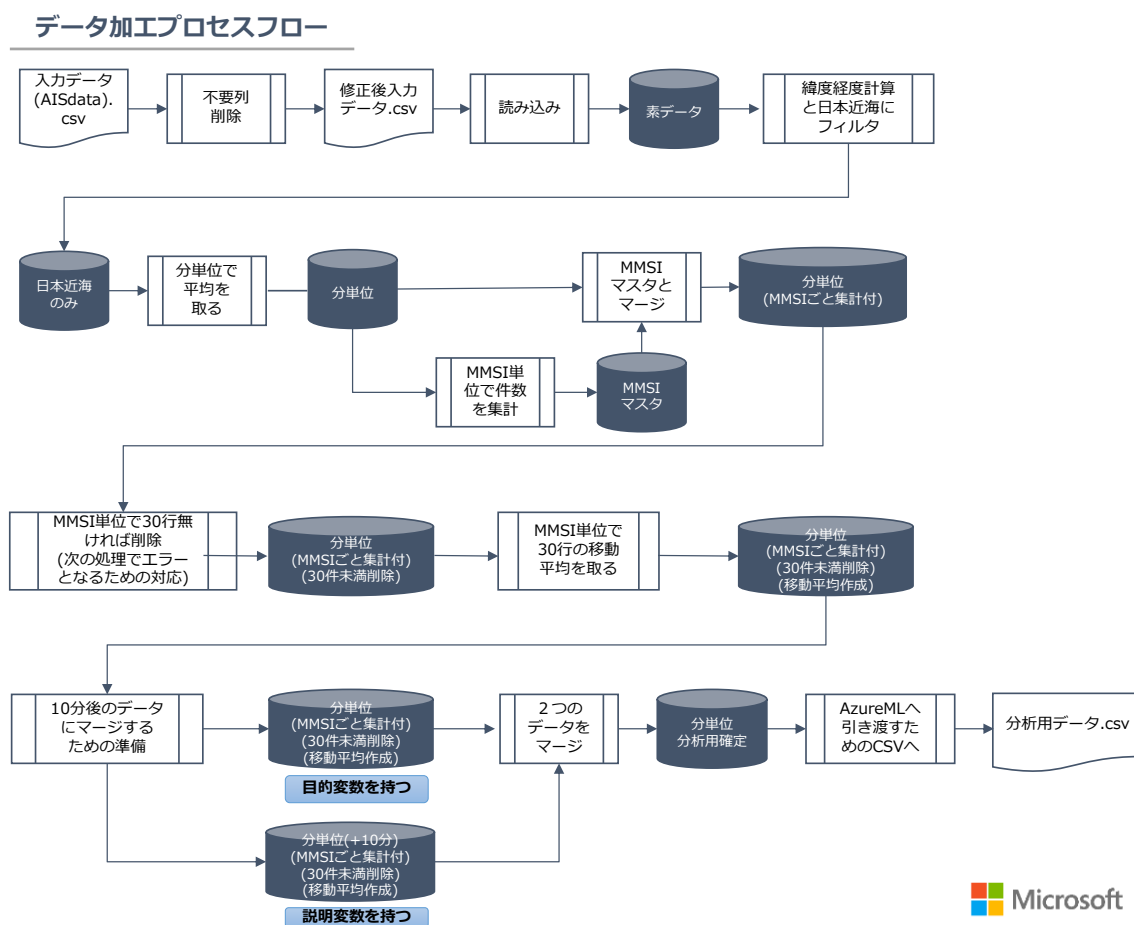 データ加工プロセスフロー
入力データ
(AISdata).
csv
不要列
削除
修正後入力
データ.csv
読み込み
素データ
緯度経度計算
と日本近海に
フィルタ
日本近海
のみ
分単位で
平均を
取る
分単位
MMSI
マスタと
マージ
分単位
(MMSIごと集計付)
MMSI単
位で件数
を集計
MMSI
マスタ
MMSI単位で30行無
ければ削除
(次の処理でエラー
となるための対応)
分単位
(MMSIごと集計付)
(30件未満削除)
MMSI単位で
30行の移動
平均を取る
分単位
(MMSIごと集計付)
(30件未満削除)
(移動平均作成)
10分後のデータ
にマージする
ための準備
分単位
(MMSIごと集計付)
(30件未満削除)
(移動平均作成)
目的変数を持つ
２つの
データを
マージ
分単位
分析用確定
AzureMLへ
引き渡すた
めのCSVへ
分析用データ.csv
分単位(+10分)
(MMSIごと集計付)
(30件未満削除)
(移動平均作成)
説明変数を持つ
Microsoft